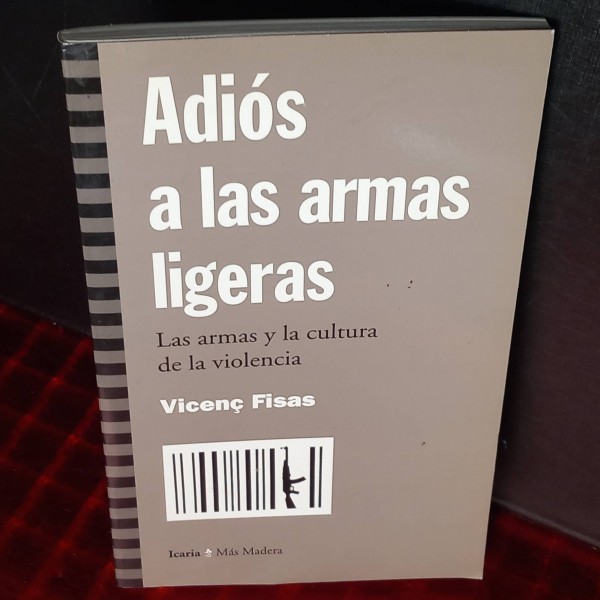 Adiós
a las armas
ligeras
Las armas y la cultura
de la violencia
Vicenç Fisas
Icaria Más Madera